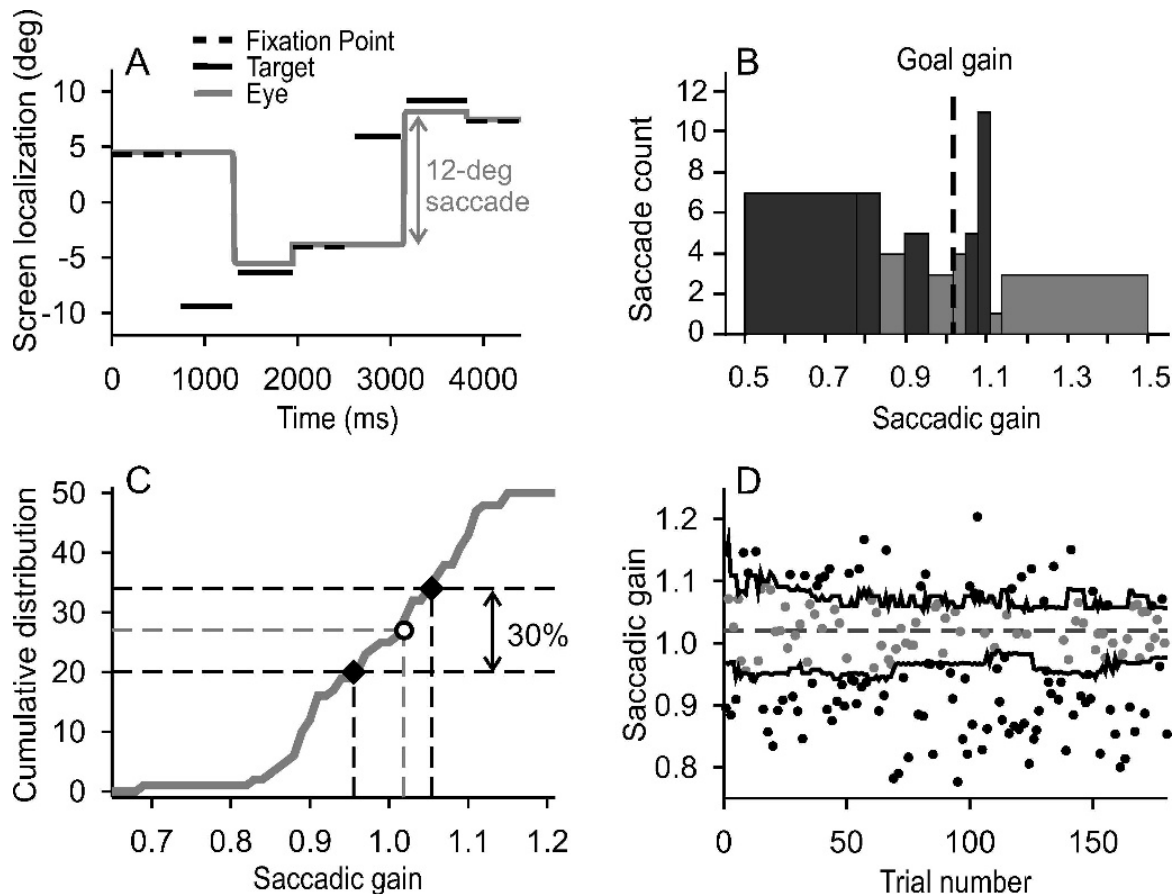 A
Fixation Point
Target
Eye
Screen localization (deg)
10
5
0
-5
-10
12-deg
saccade
0 1000 2000 3000 4000
Time (ms)
B
Goal gain
Saccade count
12
10
8
6
4
2
0
0.5 0.7 0.9 1.1 1.3 1.5
Saccadic gain
C
Cumulative distribution
50
40
30
20
10
0
30%
0.7 0.8 0.9 1.0 1.1 1.2
Saccadic gain
D
Saccadic gain
1.2
1.1
1.0
0.9
0.8
0 50 100 150
Trial number